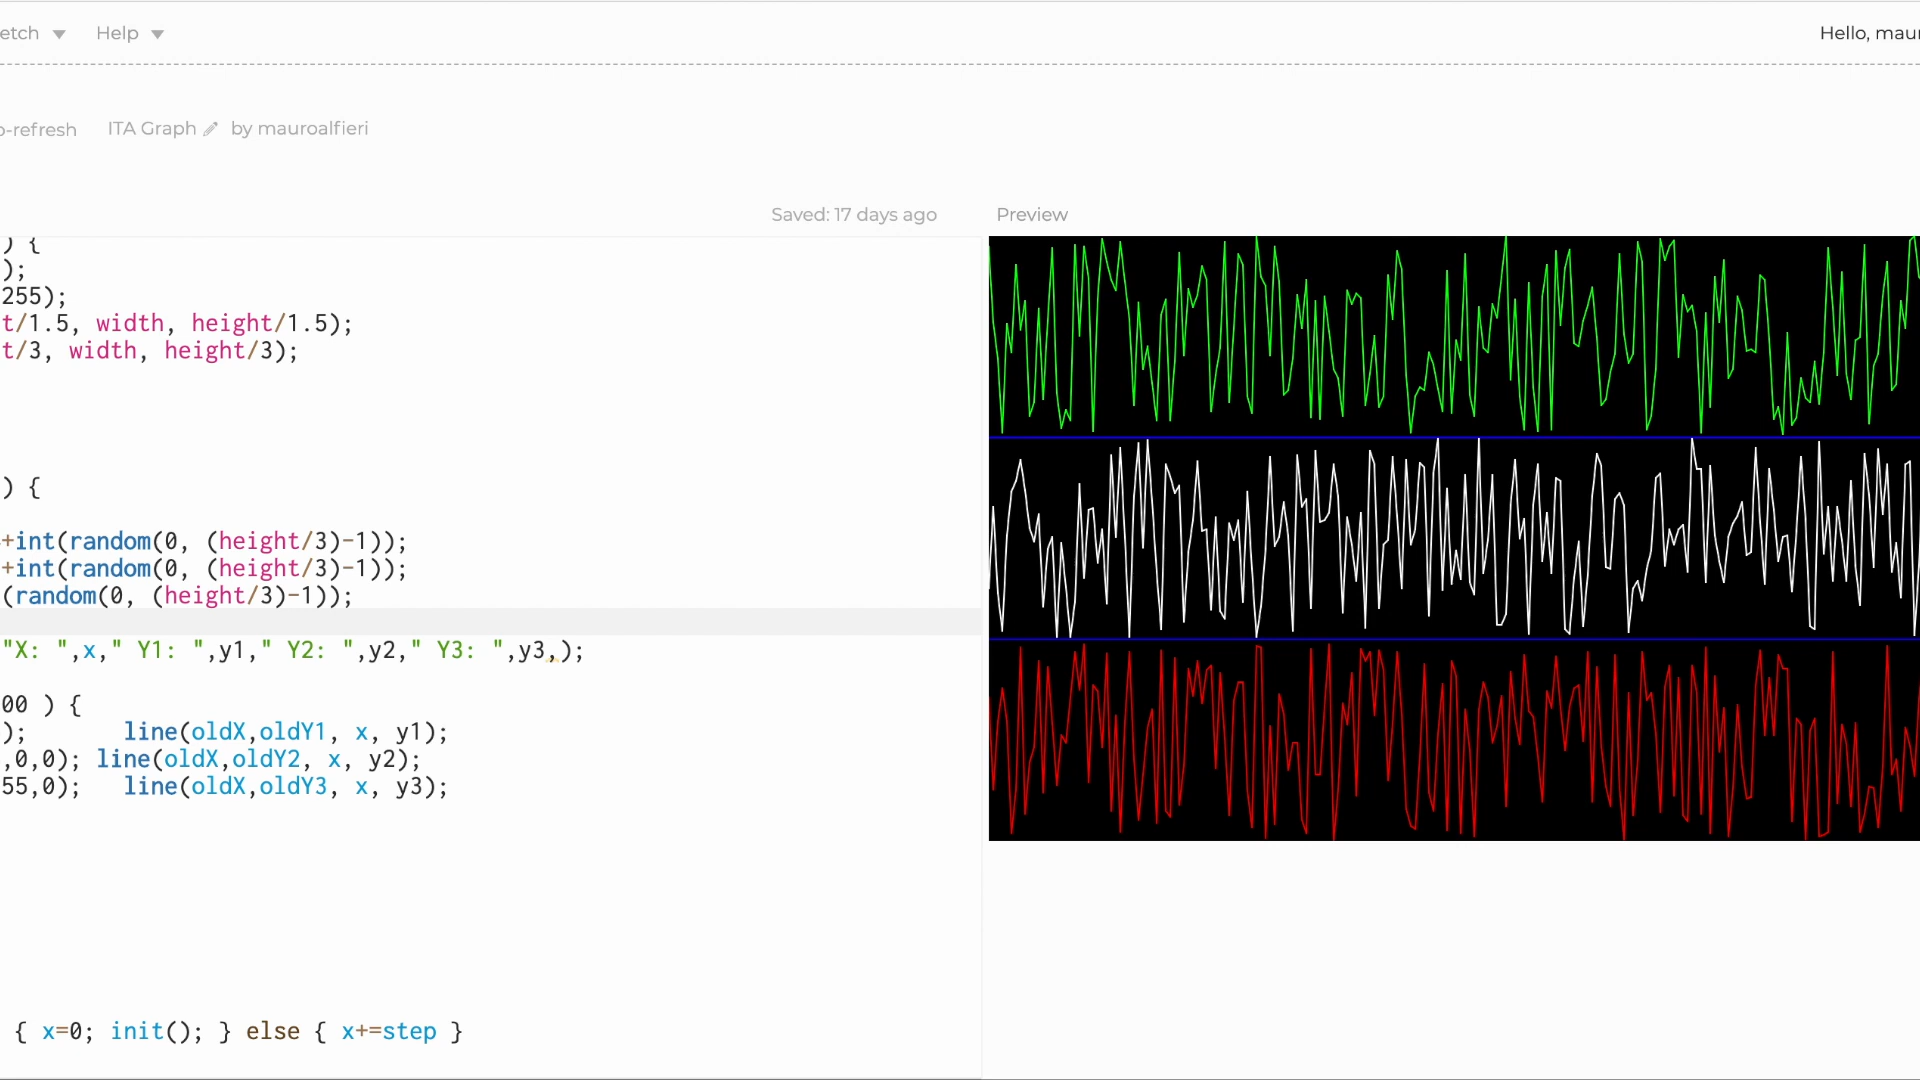 etch Help Hello, maur
o-refresh ITA Graph by mauroalfieri
Saved: 17 days ago Preview
) {
);
255);
t/1.5, width, height/1.5);
t/3, width, height/3);
) {
+int(random(0, (height/3)-1));
+int(random(0, (height/3)-1));
(random(0, (height/3)-1));
"X: ",x," Y1: ",y1," Y2: ",y2," Y3: ",y3,);
00 ) {
); line(oldX,oldY1, x, y1);
,0,0); line(oldX,oldY2, x, y2);
55,0); line(oldX,oldY3, x, y3);
{ x=0; init(); } else { x+=step }